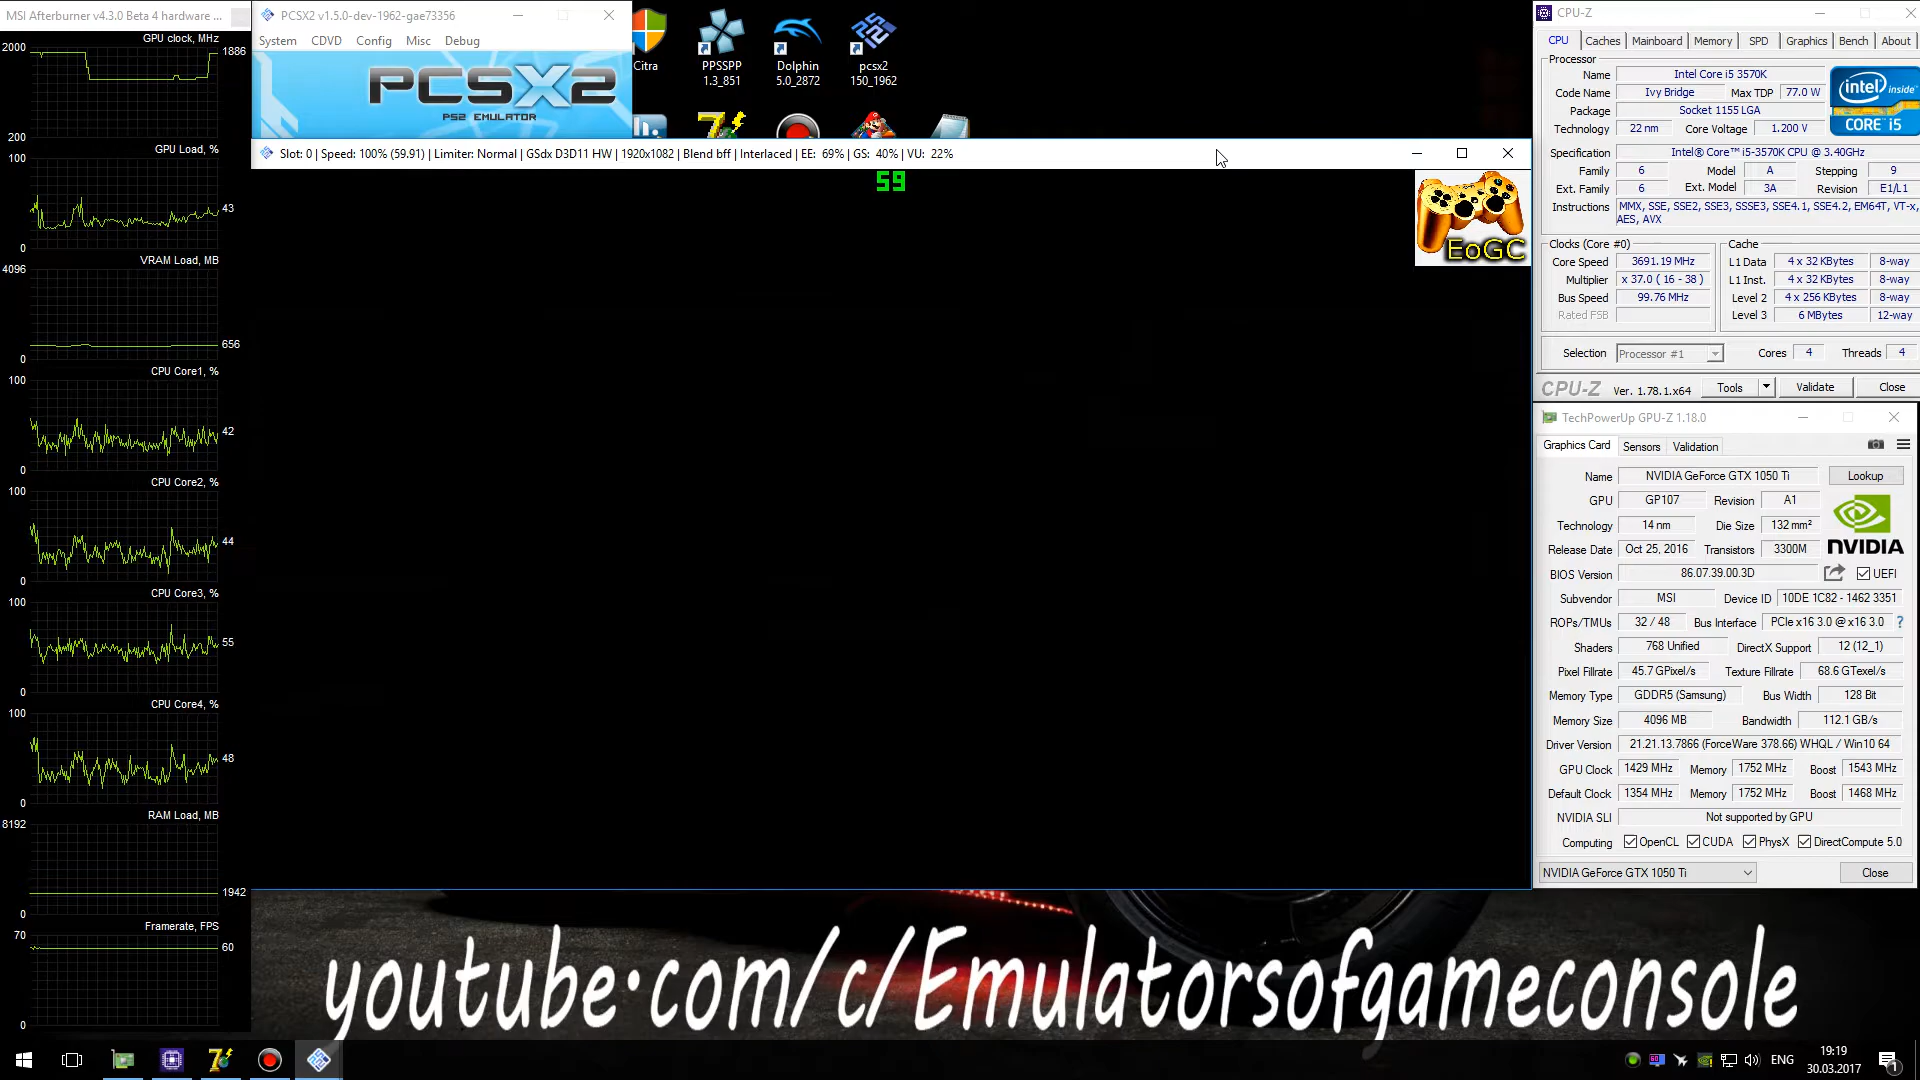 MSI Afterburner v4.3.0 Beta 4 hardware ...
GPU clock, MHz
2000
1886
200
GPU Load, %
100
43
0
VRAM Load, MB
4096
656
0
CPU Core1, %
100
42
0
CPU Core2, %
100
44
0
CPU Core3, %
100
55
0
CPU Core4, %
100
48
0
RAM Load, MB
8192
1942
0
Framerate, FPS
70
60
0
PCSX2 v1.5.0-dev-1962-gae73356
System CDVD Config Misc Debug
PCSX2
PS2 EMULATOR
Citra
PPSSPP
1.3_851
Dolphin
5.0_2872
pcsx2
150_1962
Slot: 0 | Speed: 100% (59.91) | Limiter: Normal | GSdx D3D11 HW | 1920x1082 | Blend bff | Interlaced | EE: 69% | GS: 40% | VU: 22%
59
EoGC
CPU-Z
CPU Caches Mainboard Memory SPD Graphics Bench About
Processor
Name Intel Core i5 3570K
Code Name Ivy Bridge Max TDP 77.0 W
Package Socket 1155 LGA
Technology 22 nm Core Voltage 1.200 V
intel inside
CORE i5
Specification Intel® Core™ i5-3570K CPU @ 3.40GHz
Family 6 Model A Stepping 9
Ext. Family 6 Ext. Model 3A Revision E1/L1
Instructions MMX, SSE, SSE2, SSE3, SSSE3, SSE4.1, SSE4.2, EM64T, VT-x,
AES, AVX
Clocks (Core #0)
Core Speed 3691.19 MHz
Multiplier x 37.0 ( 16 - 38 )
Bus Speed 99.76 MHz
Rated FSB
Cache
L1 Data 4 x 32 KBytes 8-way
L1 Inst. 4 x 32 KBytes 8-way
Level 2 4 x 256 KBytes 8-way
Level 3 6 MBytes 12-way
Selection Processor #1 Cores 4 Threads 4
CPU-Z Ver. 1.78.1.x64 Tools Validate Close
TechPowerUp GPU-Z 1.18.0
Graphics Card Sensors Validation
Name NVIDIA GeForce GTX 1050 Ti Lookup
GPU GP107 Revision A1
Technology 14 nm Die Size 132 mm²
Release Date Oct 25, 2016 Transistors 3300M
NVIDIA
BIOS Version 86.07.39.00.3D UEFI
Subvendor MSI Device ID 10DE 1C82 - 1462 3351
ROPs/TMUs 32 / 48 Bus Interface PCIe x16 3.0 @ x16 3.0 ?
Shaders 768 Unified DirectX Support 12 (12_1)
Pixel Fillrate 45.7 GPixel/s Texture Fillrate 68.6 GTexel/s
Memory Type GDDR5 (Samsung) Bus Width 128 Bit
Memory Size 4096 MB Bandwidth 112.1 GB/s
Driver Version 21.21.13.7866 (ForceWare 378.66) WHQL / Win10 64
GPU Clock 1429 MHz Memory 1752 MHz Boost 1543 MHz
Default Clock 1354 MHz Memory 1752 MHz Boost 1468 MHz
NVIDIA SLI Not supported by GPU
Computing OpenCL CUDA PhysX DirectCompute 5.0
NVIDIA GeForce GTX 1050 Ti Close
youtube.com/c/Emulatorsofgameconsole
ENG
19:19
30.03.2017
1